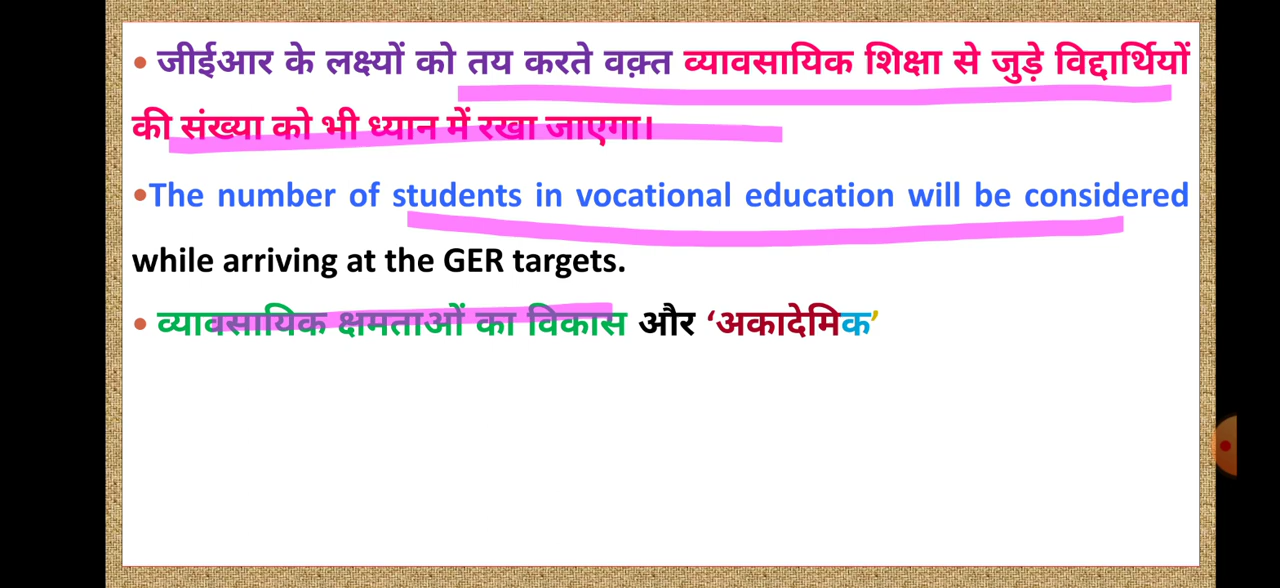 • जीईआर के लक्ष्यों को तय करते वक़्त व्यावसायिक शिक्षा से जुड़े विद्दार्थियों
की संख्या को भी ध्यान में रखा जाएगा।
•The number of students in vocational education will be considered
while arriving at the GER targets.
• व्यावसायिक क्षमताओं का विकास और ‘अकादेमिक’